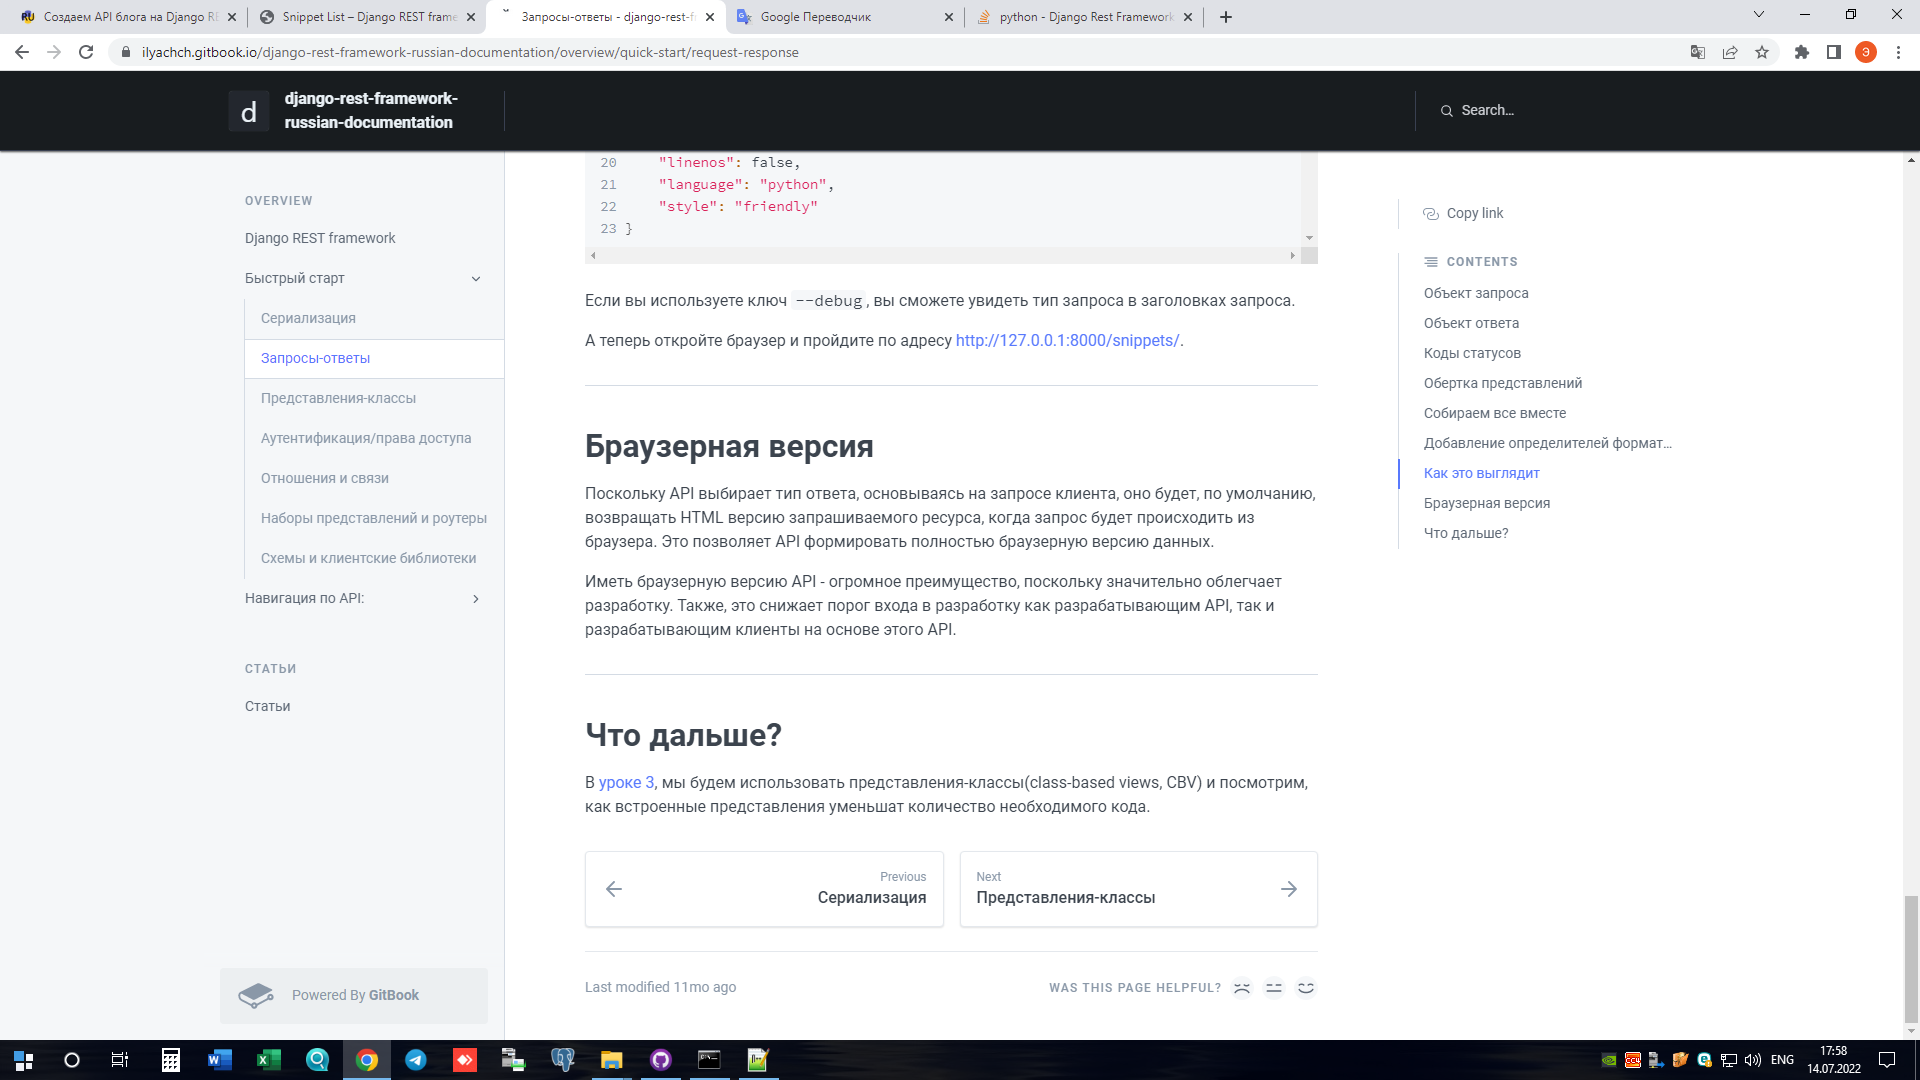 Создаем API блога на Django RE
Snippet List – Django REST frame
Запросы-ответы - django-rest-f
Google Переводчик
python - Django Rest Framework
ilyachch.gitbook.io/django-rest-framework-russian-documentation/overview/quick-start/request-response
Э
d
django-rest-framework-
russian-documentation
Search...
OVERVIEW
Django REST framework
Быстрый старт
Сериализация
Запросы-ответы
Представления-классы
Аутентификация/права доступа
Отношения и связи
Наборы представлений и роутеры
Схемы и клиентские библиотеки
Навигация по API:
СТАТЬИ
Статьи
Powered By GitBook
20 "linenos": false,
21 "language": "python",
22 "style": "friendly"
23 }
Если вы используете ключ --debug, вы сможете увидеть тип запроса в заголовках запроса.
А теперь откройте браузер и пройдите по адресу http://127.0.0.1:8000/snippets/.
Браузерная версия
Поскольку API выбирает тип ответа, основываясь на запросе клиента, оно будет, по умолчанию,
возвращать HTML версию запрашиваемого ресурса, когда запрос будет происходить из
браузера. Это позволяет API формировать полностью браузерную версию данных.
Иметь браузерную версию API - огромное преимущество, поскольку значительно облегчает
разработку. Также, это снижает порог входа в разработку как разрабатывающим API, так и
разрабатывающим клиенты на основе этого API.
Что дальше?
В уроке 3, мы будем использовать представления-классы(class-based views, CBV) и посмотрим,
как встроенные представления уменьшат количество необходимого кода.
Previous
Сериализация
Next
Представления-классы
Last modified 11mo ago
WAS THIS PAGE HELPFUL?
Copy link
CONTENTS
Объект запроса
Объект ответа
Коды статусов
Обертка представлений
Собираем все вместе
Добавление определителей формат...
Как это выглядит
Браузерная версия
Что дальше?
ENG
17:58
14.07.2022